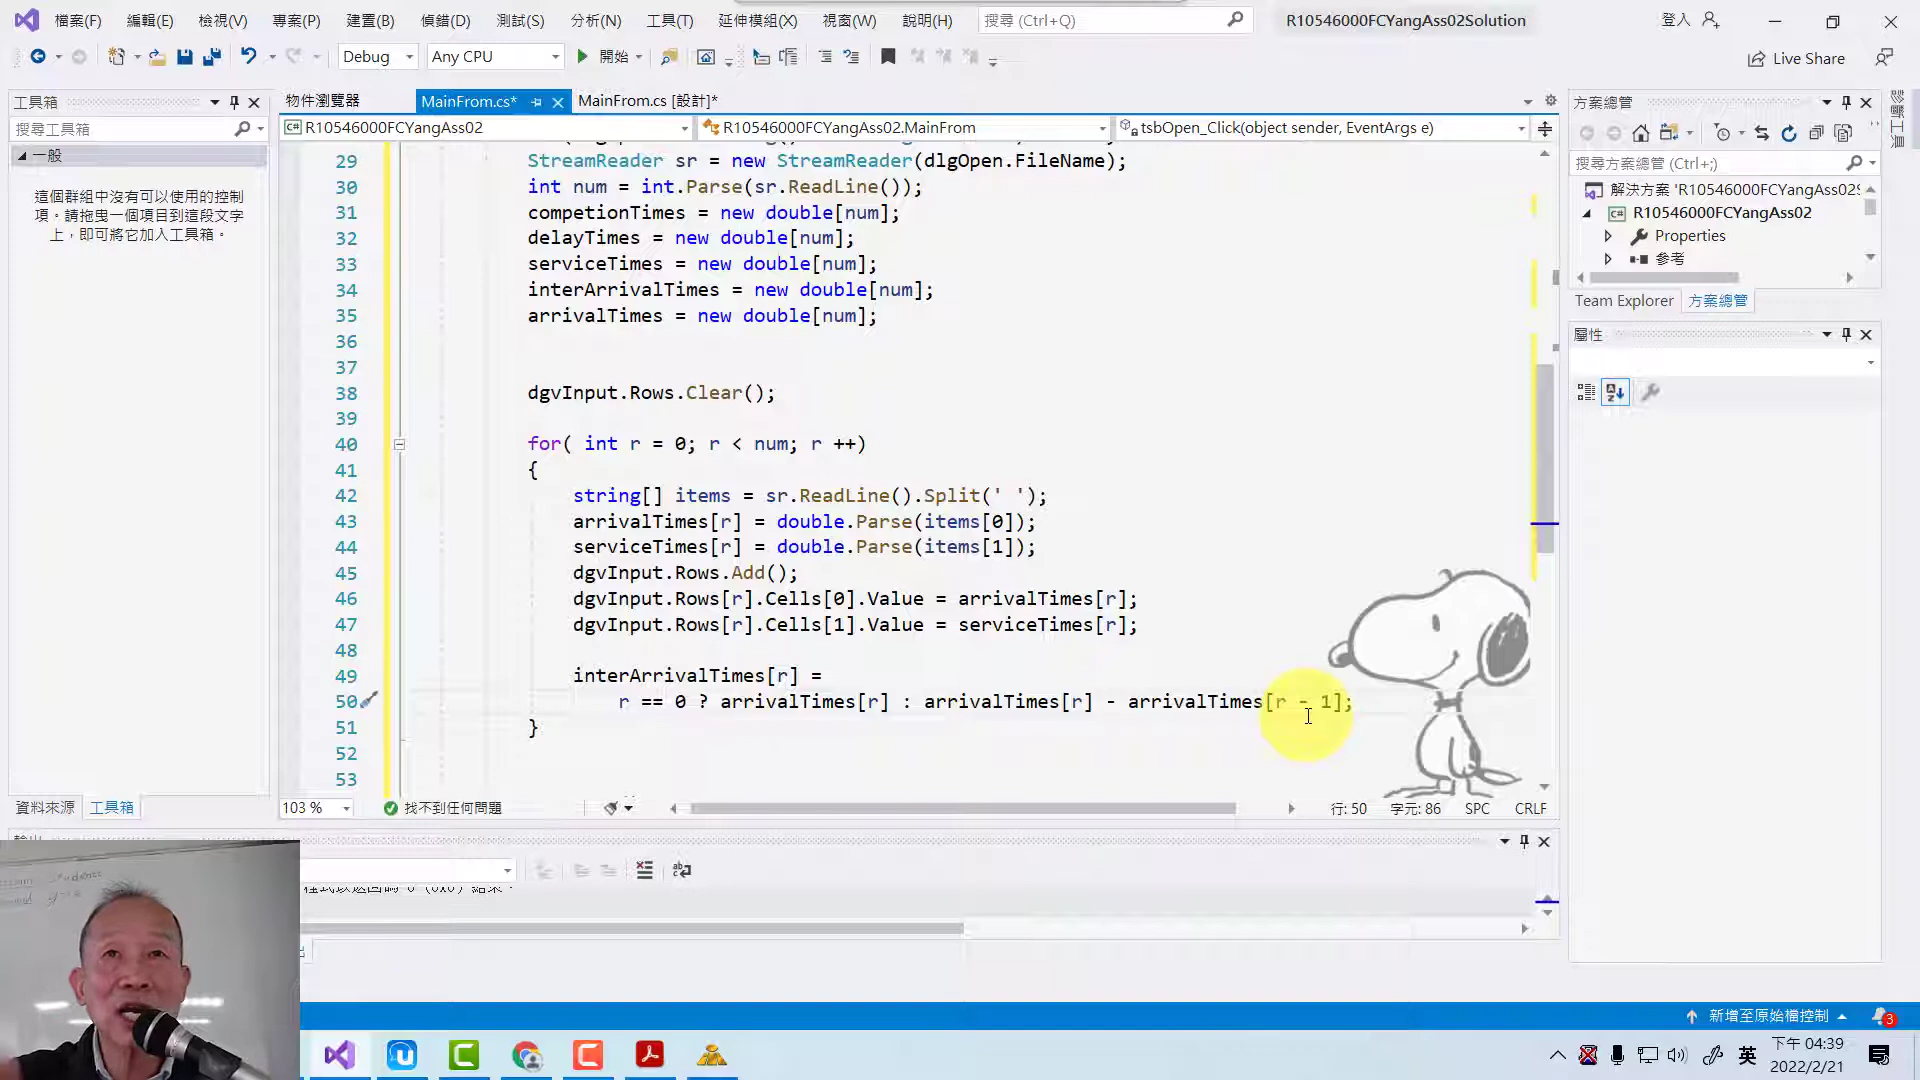 檔案(F) 編輯(E) 檢視(V) 專案(P) 建置(B) 偵錯(D) 測試(S) 分析(N) 工具(T) 延伸模組(X) 視窗(W) 說明(H) 搜尋 (Ctrl+Q) R10546000FCYangAss02Solution 登入
Debug Any CPU 開始 Live Share
工具箱 物件瀏覽器 MainFrom.cs* MainFrom.cs [設計]* 方案總管 診斷工具
搜尋工具箱 R10546000FCYangAss02 R10546000FCYangAss02.MainFrom tsbOpen_Click(object sender, EventArgs e)
一般 搜尋方案總管 (Ctrl+;)
這個群組中沒有可以使用的控制
項。請拖曳一個項目到這段文字
上,即可將它加入工具箱。
解決方案 'R10546000FCYangAss02S
R10546000FCYangAss02
Properties
參考
Team Explorer 方案總管
屬性
29 StreamReader sr = new StreamReader(dlgOpen.FileName);
30 int num = int.Parse(sr.ReadLine());
31 competionTimes = new double[num];
32 delayTimes = new double[num];
33 serviceTimes = new double[num];
34 interArrivalTimes = new double[num];
35 arrivalTimes = new double[num];
36
37
38 dgvInput.Rows.Clear();
39
40 for( int r = 0; r < num; r ++)
41 {
42 string[] items = sr.ReadLine().Split(' ');
43 arrivalTimes[r] = double.Parse(items[0]);
44 serviceTimes[r] = double.Parse(items[1]);
45 dgvInput.Rows.Add();
46 dgvInput.Rows[r].Cells[0].Value = arrivalTimes[r];
47 dgvInput.Rows[r].Cells[1].Value = serviceTimes[r];
48
49 interArrivalTimes[r] =
50 r == 0 ? arrivalTimes[r] : arrivalTimes[r] - arrivalTimes[r - 1];
51 }
52
53
資料來源 工具箱 103 % 找不到任何問題 行: 50 字元: 86 SPC CRLF
新增至原始檔控制 3
英 下午 04:39
2022/2/21